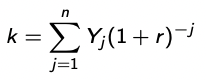 k = \sum_{j=1}^{n} Y_j (1 + r)^{-j}